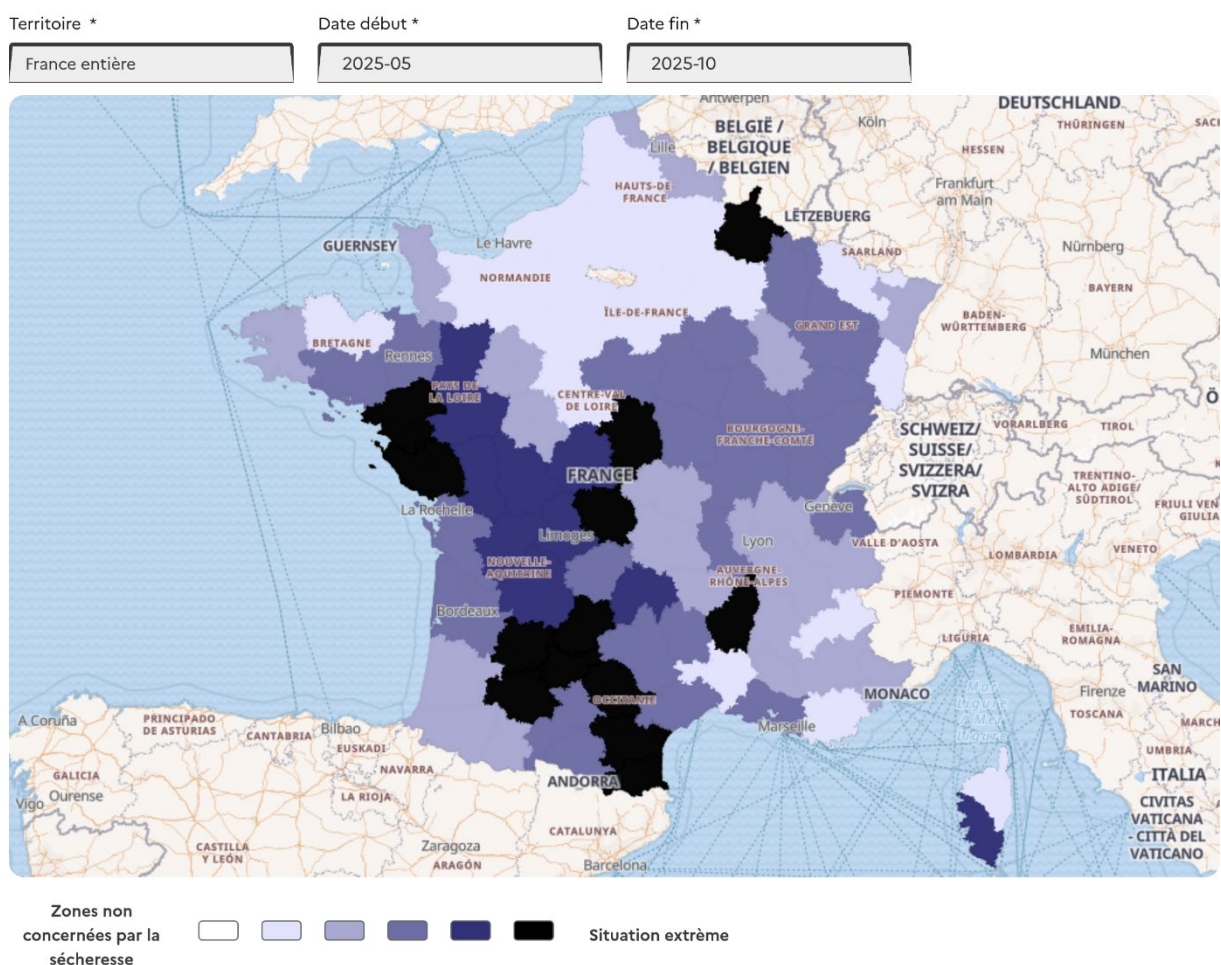 Territoire *
Date début *
Date fin *
France entière
2025-05
2025-10
Antwerpen
DEUTSCHLAND
THÜRINGEN
Köln
BELGIË /
BELGIQUE
/ BELGIEN
Lille
HESSEN
Frankfurt
am Main
HAUTS-DE-
FRANCE
LËTZEBUERG
GUERNSEY
Le Havre
SAARLAND
Nürnberg
NORMANDIE
BAYERN
ÎLE-DE-FRANCE
GRAND EST
BADEN-
WÜRTTEMBERG
BRETAGNE
Rennes
München
PAYS DE
LA LOIRE
CENTRE-VAL
DE LOIRE
BOURGOGNE-
FRANCHE-COMTÉ
SCHWEIZ/
SUISSE/
SVIZZERA/
SVIZRA
VORARLBERG
TIROL
FRANCE
TRENTINO-
ALTO ADIGE/
SÜDTIROL
La Rochelle
Genève
Limoges
Lyon
VALLE D'AOSTA
LOMBARDIA
VENETO
NOUVELLE-
AQUITAINE
AUVERGNE-
RHÔNE-ALPES
PIEMONTE
Bordeaux
EMILIA-
ROMAGNA
LIGURIA
OCCITANIE
MONACO
SAN
MARINO
Firenze
A Coruña
PRINCIPADO
DE ASTURIAS
CANTABRIA
Bilbao
Marseille
TOSCANA
EUSKADI
UMBRIA
GALICIA
NAVARRA
ANDORRA
ITALIA
Vigo
Ourense
LA RIOJA
CIVITAS
VATICANA
- CITTÀ DEL
VATICANO
CATALUNYA
CASTILLA
Y LEÓN
Zaragoza
ARAGÓN
Barcelona
Zones non
concernées par la
sécheresse
Situation extrême